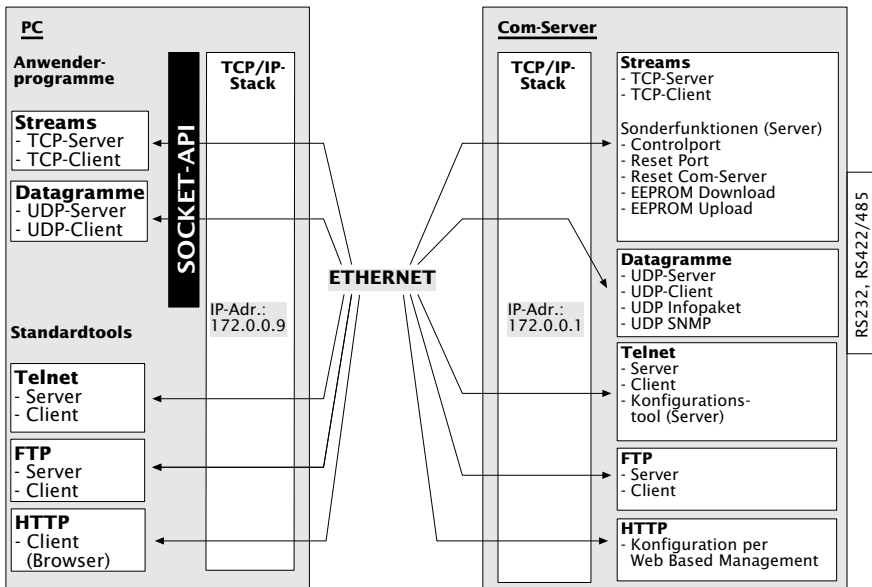 PC
Anwender-
programme
Streams
- TCP-Server
- TCP-Client
Datagramme
- UDP-Server
- UDP-Client
SOCKET-API
TCP/IP-
Stack
IP-Adr.:
172.0.0.9
Standardtools
Telnet
- Server
- Client
FTP
- Server
- Client
HTTP
- Client
(Browser)
ETHERNET
Com-Server
TCP/IP-
Stack
IP-Adr.:
172.0.0.1
Streams
- TCP-Server
- TCP-Client
Sonderfunktionen (Server)
- Controlport
- Reset Port
- Reset Com-Server
- EEPROM Download
- EEPROM Upload
Datagramme
- UDP-Server
- UDP-Client
- UDP Infopaket
- UDP SNMP
Telnet
- Server
- Client
- Konfigurations-
tool (Server)
FTP
- Server
- Client
HTTP
- Konfiguration per
Web Based Management
RS232, RS422/485